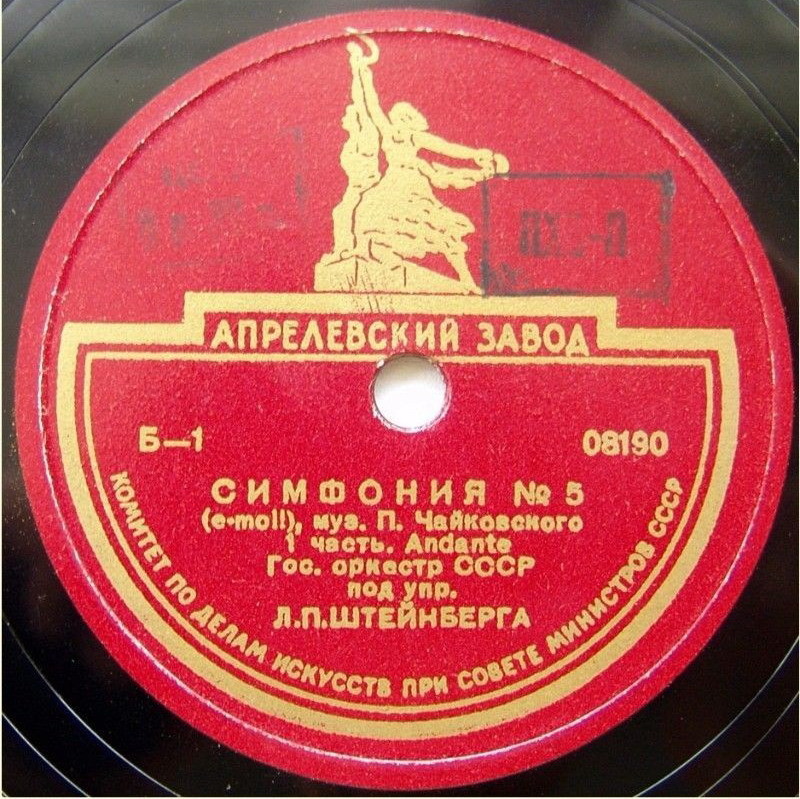 АПРЕЛЕВСКИЙ ЗАВОД
Б—1
08190
СИМФОНИЯ № 5
(e-moll), муз. П. Чайковского
1 часть. Andante
Гос. оркестр СССР
под упр.
Л.П.ШТЕЙНБЕРГА
КОМИТЕТ ПО ДЕЛАМ ИСКУССТВ ПРИ СОВЕТЕ МИНИСТРОВ СССР